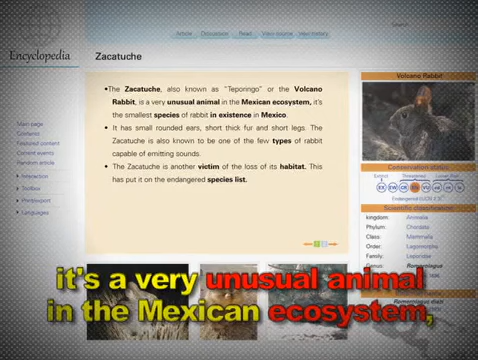 Article Discussion Read View source View history
Encyclopedia
Zacatuche
Volcano Rabbit
•The Zacatuche, also known as "Teporingo" or the Volcano
Rabbit, is a very unusual animal in the Mexican ecosystem, it's
the smallest species of rabbit in existence in Mexico.
• It has small rounded ears, short thick fur and short legs. The
Zacatuche is also known to be one of the few types of rabbit
capable of emitting sounds.
• The Zacatuche is another victim of the loss of its habitat. This
has put it on the endangered species list.
Main page
Contents
Featured content
Current events
Random article
Interaction
Toolbox
Print/export
Languages
Conservation status
Scientific classification
kingdom: Animalia
Phylum: Chordata
Class: Mammalia
Order: Lagomorpha
Family: Leporidae
it's a very unusual animal
in the Mexican ecosystem,